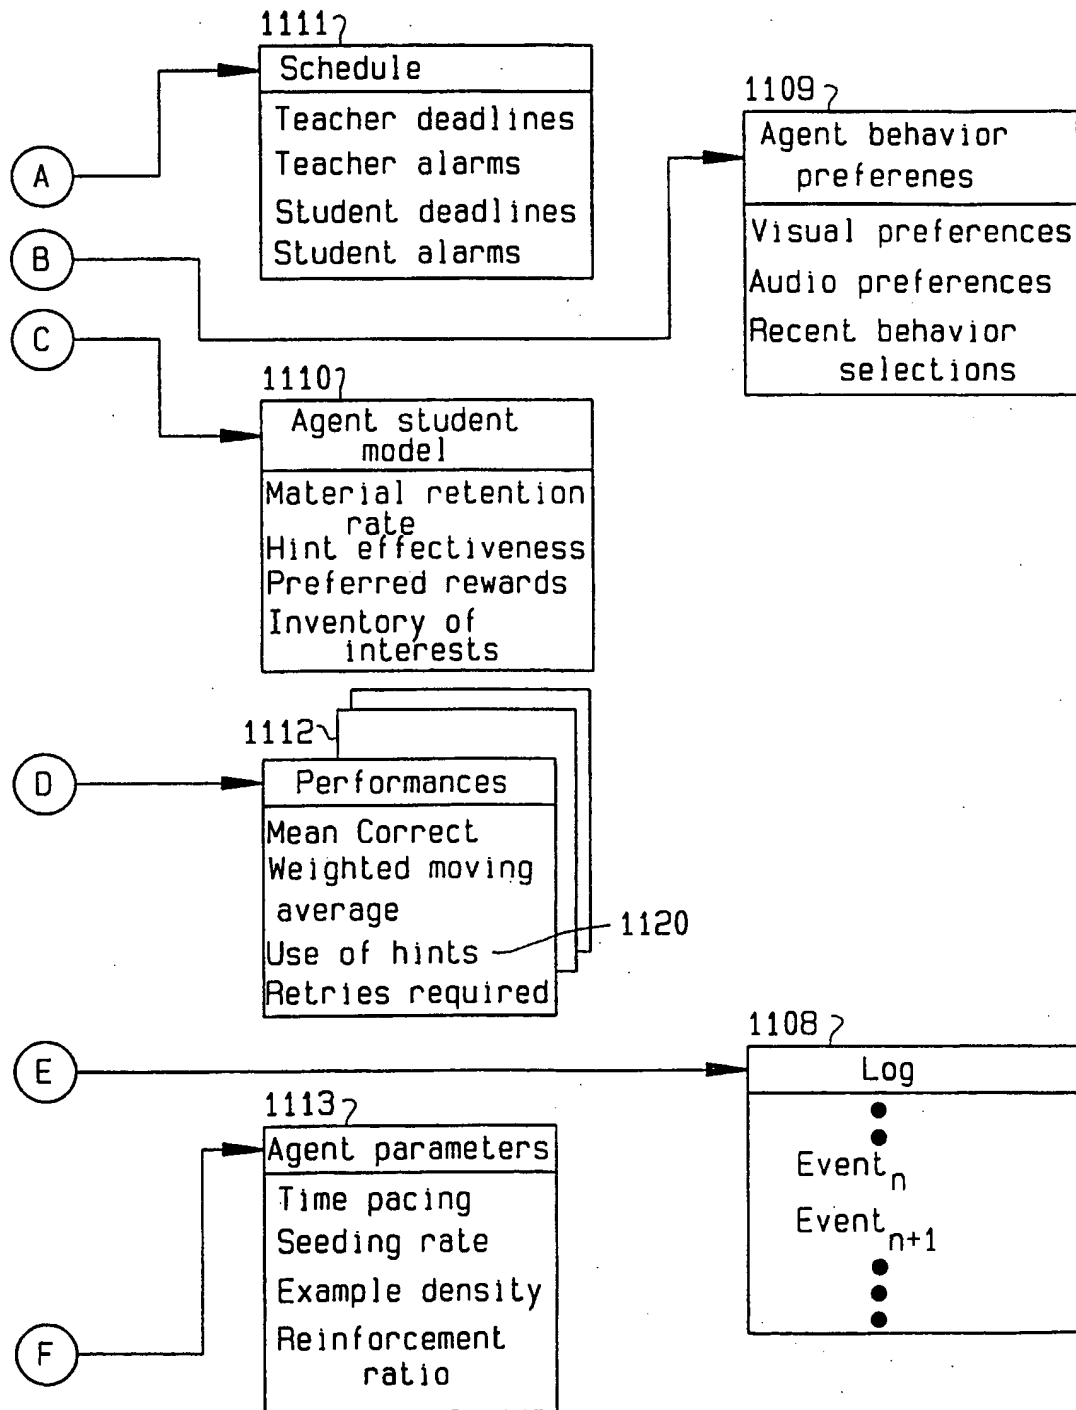 1111
Schedule
Teacher deadlines
Teacher alarms
Student deadlines
Student alarms
1109
Agent behavior
preferenes
Visual preferences
Audio preferences
Recent behavior
selections
A
B
C
1110
Agent student
model
Material retention
rate
Hint effectiveness
Preferred rewards
Inventory of
interests
1112
D
Performances
Mean Correct
Weighted moving
average
Use of hints
1120
Retries required
E
1108
Log
Event n
Event n+1
1113
Agent parameters
Time pacing
Seeding rate
Example density
Reinforcement
ratio
F